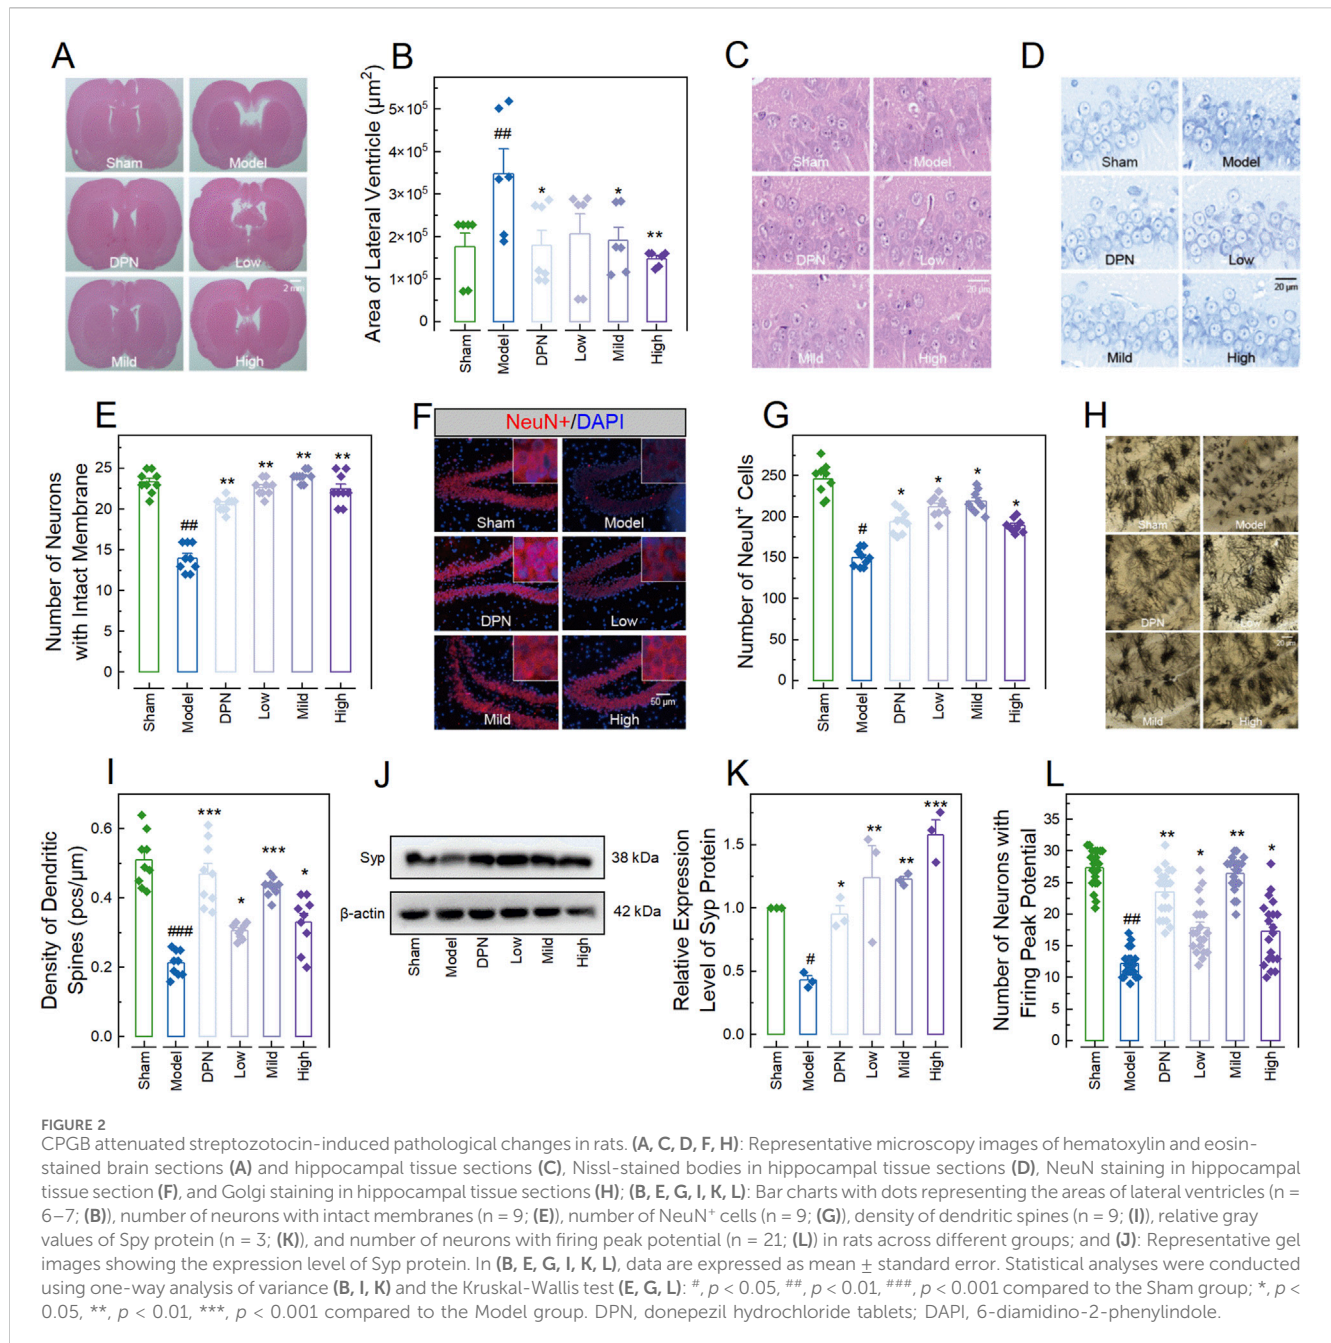 A
Sham
Model
DPN
Low
2 mm
Mild
High
B
Area of Lateral Ventricle (μm²)
5×10⁵
4×10⁵
3×10⁵
2×10⁵
1×10⁵
0
##
*
*
**
Sham
Model
DPN
Low
Mild
High
C
Sham
Model
DPN
Low
20 μm
Mild
High
D
Sham
Model
DPN
Low
20 μm
Mild
High
E
Number of Neurons
with Intact Membrane
25
20
15
10
5
0
##
**
**
**
**
Sham
Model
DPN
Low
Mild
High
F
NeuN+/DAPI
Sham
Model
DPN
Low
Mild
High
50 μm
G
Number of NeuN⁺ Cells
250
200
150
100
50
0
#
*
*
*
*
Sham
Model
DPN
Low
Mild
High
H
Sham
Model
DPN
Low
20 μm
Mild
High
I
Density of Dendritic
Spines (pcs/μm)
0.6
0.4
0.2
0.0
###
***
*
***
*
Sham
Model
DPN
Low
Mild
High
J
Syp
38 kDa
β-actin
42 kDa
Sham
Model
DPN
Low
Mild
High
K
Relative Expression
Level of Syp Protein
1.5
1.0
0.5
0.0
#
*
**
**
***
Sham
Model
DPN
Low
Mild
High
L
Number of Neurons with
Firing Peak Potential
35
30
25
20
15
10
5
0
##
**
*
**
*
Sham
Model
DPN
Low
Mild
High
FIGURE 2
CPGB attenuated streptozotocin-induced pathological changes in rats. (A, C, D, F, H): Representative microscopy images of hematoxylin and eosin-
stained brain sections (A) and hippocampal tissue sections (C), Nissl-stained bodies in hippocampal tissue sections (D), NeuN staining in hippocampal
tissue section (F), and Golgi staining in hippocampal tissue sections (H); (B, E, G, I, K, L): Bar charts with dots representing the areas of lateral ventricles (n =
6–7; (B)), number of neurons with intact membranes (n = 9; (E)), number of NeuN⁺ cells (n = 9; (G)), density of dendritic spines (n = 9; (I)), relative gray
values of Spy protein (n = 3; (K)), and number of neurons with firing peak potential (n = 21; (L)) in rats across different groups; and (J): Representative gel
images showing the expression level of Syp protein. In (B, E, G, I, K, L), data are expressed as mean ± standard error. Statistical analyses were conducted
using one-way analysis of variance (B, I, K) and the Kruskal-Wallis test (E, G, L): #, p < 0.05, ##, p < 0.01, ###, p < 0.001 compared to the Sham group; *, p <
0.05, **, p < 0.01, ***, p < 0.001 compared to the Model group. DPN, donepezil hydrochloride tablets; DAPI, 6-diamidino-2-phenylindole.